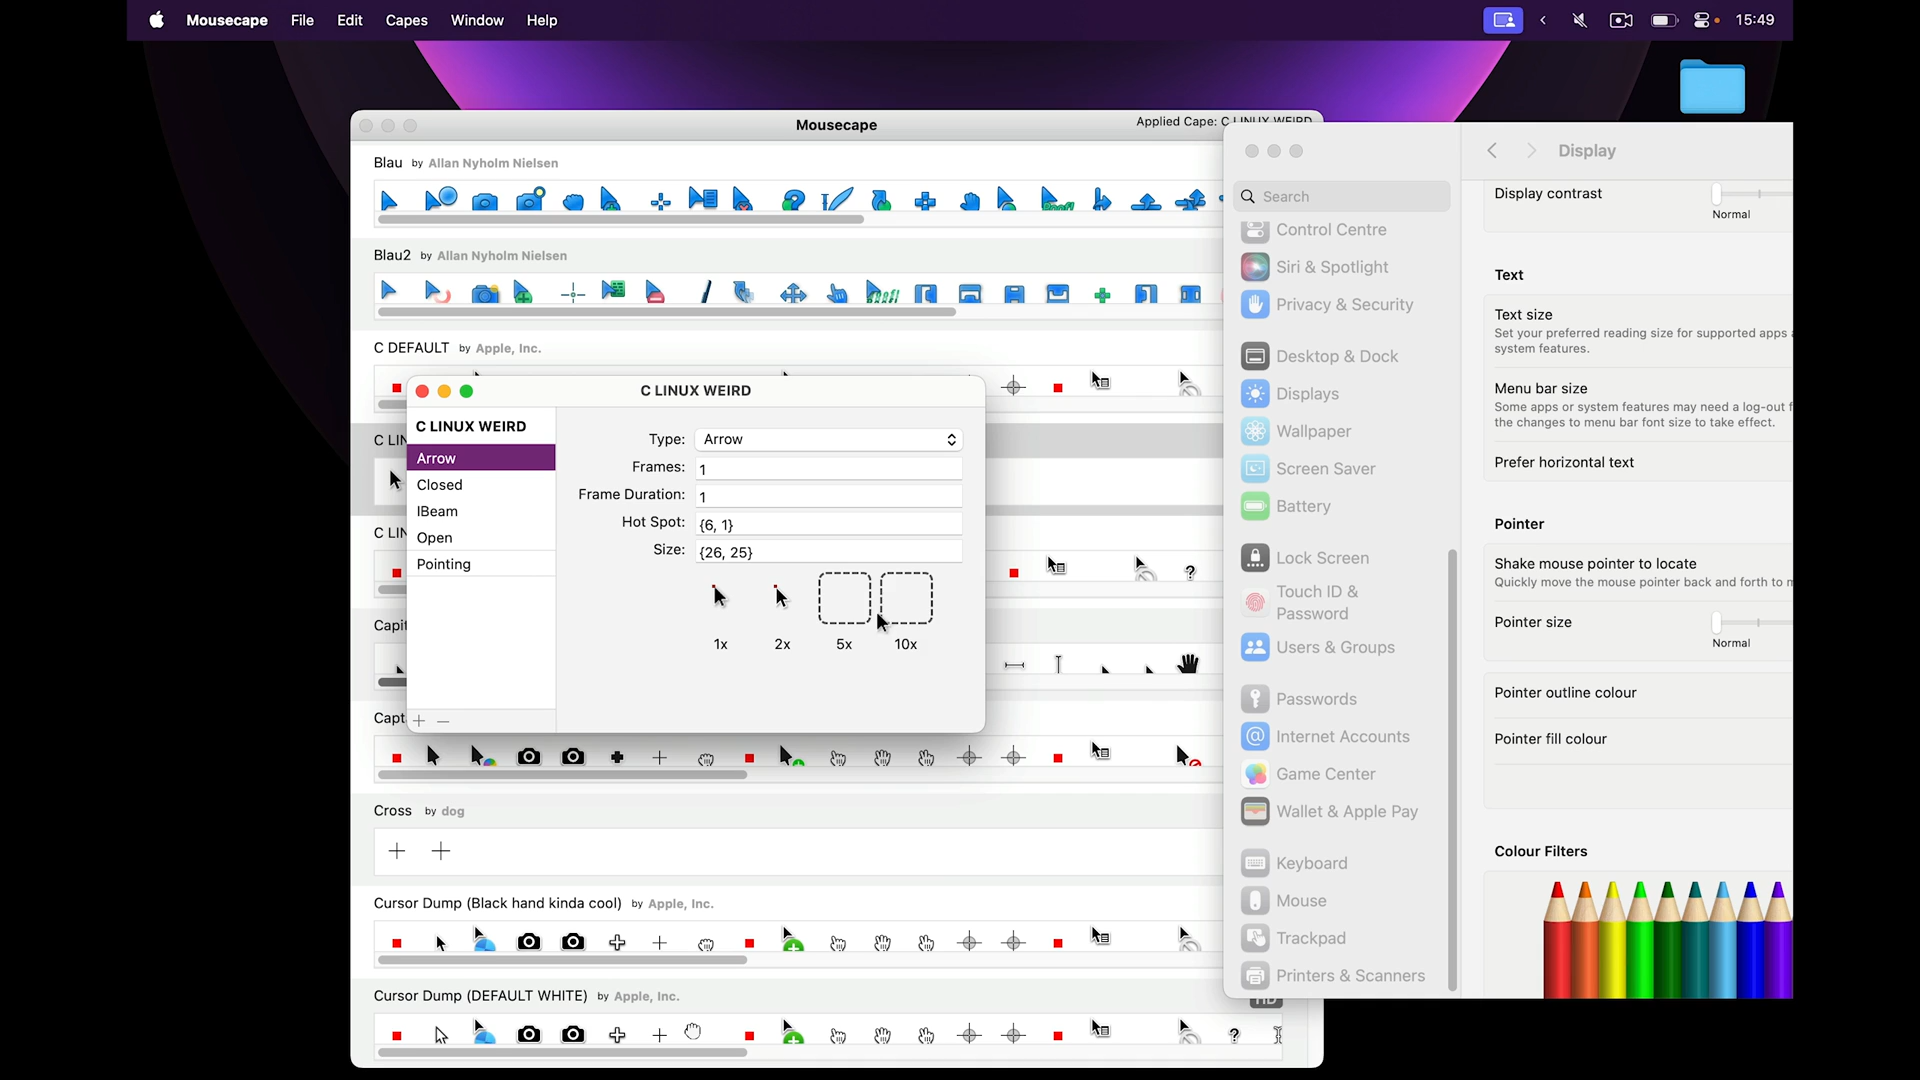 Mousecape File Edit Capes Window Help 15:49
Mousecape
Blau by Allan Nyholm Nielsen
Blau2 by Allan Nyholm Nielsen
C DEFAULT by Apple, Inc.
C LIN
C LIN
Capit
Capt
Cross by dog
Cursor Dump (Black hand kinda cool) by Apple, Inc.
Cursor Dump (DEFAULT WHITE) by Apple, Inc.
Applied Cape: C LINUX WEIRD
HD
C LINUX WEIRD
C LINUX WEIRD
Arrow
Closed
IBeam
Open
Pointing
+ −
Type: Arrow
Frames: 1
Frame Duration: 1
Hot Spot: {6, 1}
Size: {26, 25}
1x 2x 5x 10x
Search
Control Centre
Siri & Spotlight
Privacy & Security
Desktop & Dock
Displays
Wallpaper
Screen Saver
Battery
Lock Screen
Touch ID &
Password
Users & Groups
Passwords
Internet Accounts
Game Center
Wallet & Apple Pay
Keyboard
Mouse
Trackpad
Printers & Scanners
Display
Display contrast
Normal
Text
Text size
Set your preferred reading size for supported apps
system features.
Menu bar size
Some apps or system features may need a log-out f
the changes to menu bar font size to take effect.
Prefer horizontal text
Pointer
Shake mouse pointer to locate
Quickly move the mouse pointer back and forth to m
Pointer size
Normal
Pointer outline colour
Pointer fill colour
Colour Filters